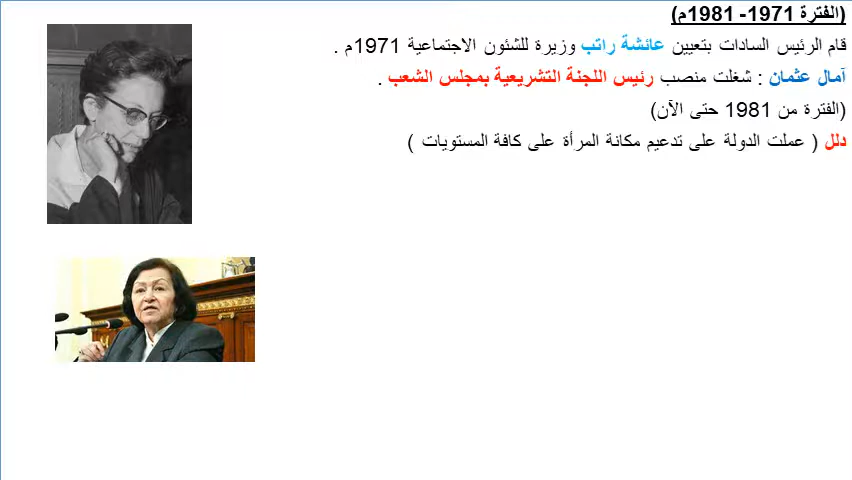 (الفترة 1971- 1981م)
قام الرئيس السادات بتعيين عائشة راتب وزيرة للشئون الاجتماعية 1971م .
آمال عثمان : شغلت منصب رئيس اللجنة التشريعية بمجلس الشعب .
(الفترة من 1981 حتى الآن)
دلل ( عملت الدولة على تدعيم مكانة المرأة على كافة المستويات )